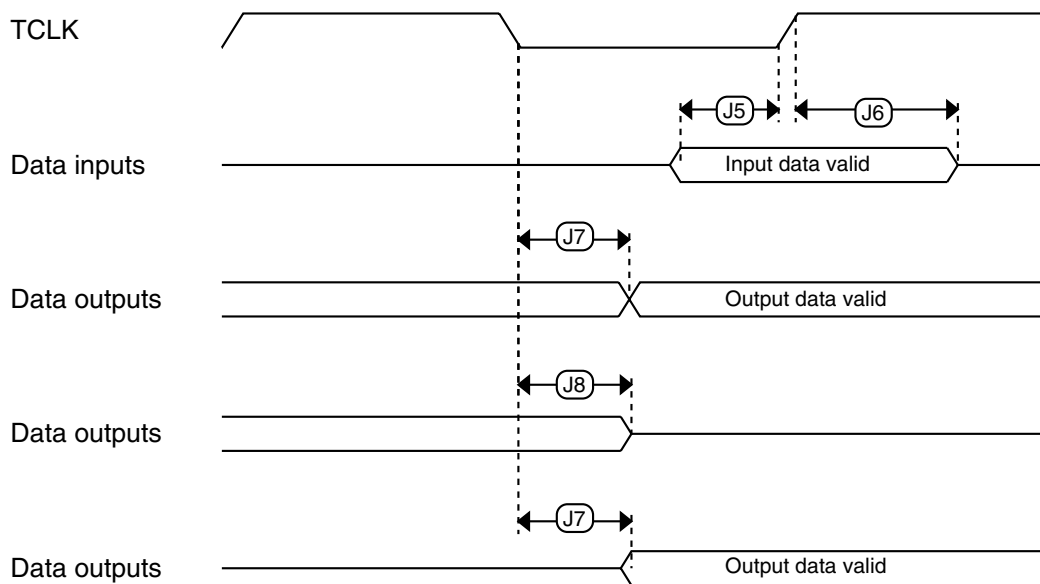 TCLK
J5
J6
Data inputs
Input data valid
J7
Data outputs
Output data valid
J8
Data outputs
J7
Data outputs
Output data valid